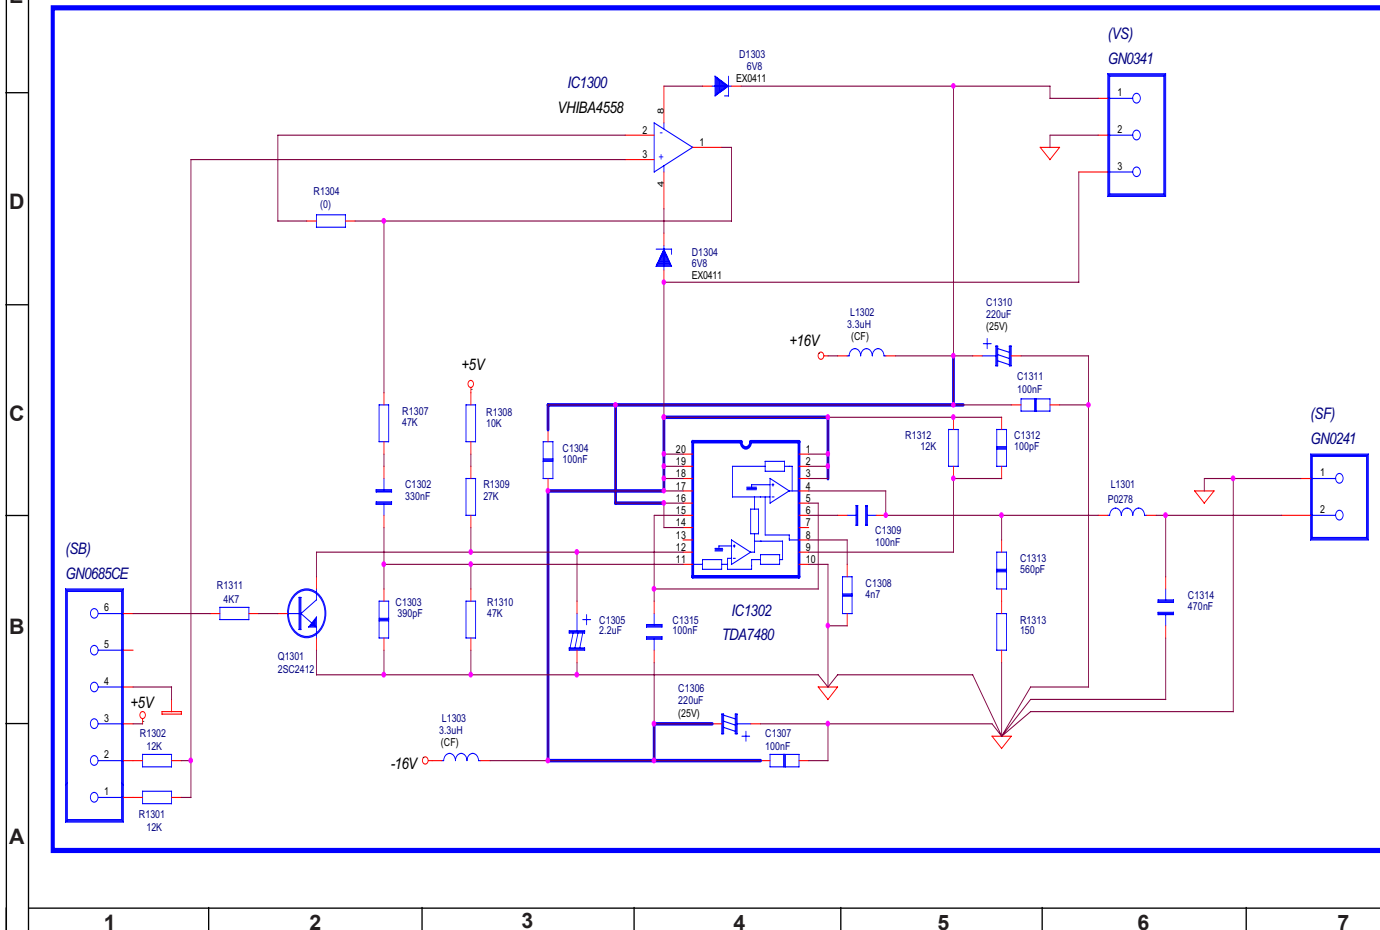 E
(VS)
GN0341
D1303
6V8
EX0411
IC1300
VHIBA4558
1
2
3
8
2
-
3
+
1
4
D
R1304
(0)
D1304
6V8
EX0411
C1310
220uF
(25V)
+
L1302
3.3uH
(CF)
+16V
+5V
C1311
100nF
C
R1307
47K
R1308
10K
C1304
100nF
R1312
12K
C1312
100pF
(SF)
GN0241
20
19
18
17
16
15
14
13
12
11
1
2
3
4
5
6
7
8
9
10
C1302
330nF
R1309
27K
L1301
P0278
1
2
C1309
100nF
(SB)
GN0685CE
C1313
560pF
R1311
4K7
C1303
390pF
R1310
47K
C1305
2.2uF
+
C1315
100nF
IC1302
TDA7480
C1308
4n7
R1313
150
C1314
470nF
B
6
5
4
3
2
1
Q1301
2SC2412
+5V
C1306
220uF
(25V)
+
L1303
3.3uH
(CF)
-16V
C1307
100nF
R1302
12K
R1301
12K
A
1
2
3
4
5
6
7